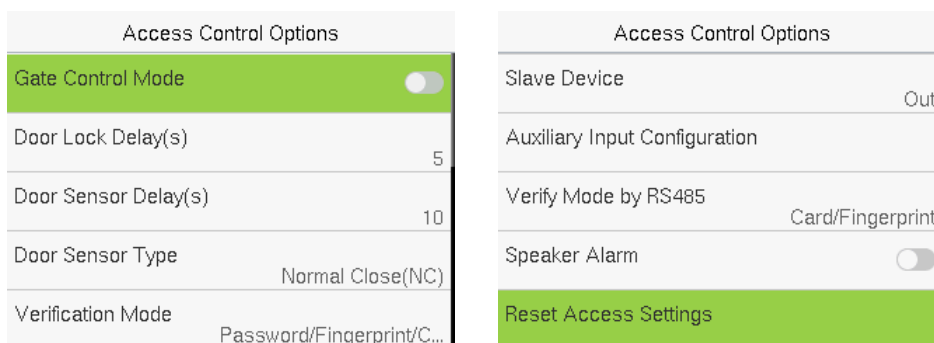 Access Control Options
Gate Control Mode
Door Lock Delay(s)
5
Door Sensor Delay(s)
10
Door Sensor Type
Normal Close(NC)
Verification Mode
Password/Fingerprint/C...
Access Control Options
Slave Device
Out
Auxiliary Input Configuration
Verify Mode by RS485
Card/Fingerprint
Speaker Alarm
Reset Access Settings